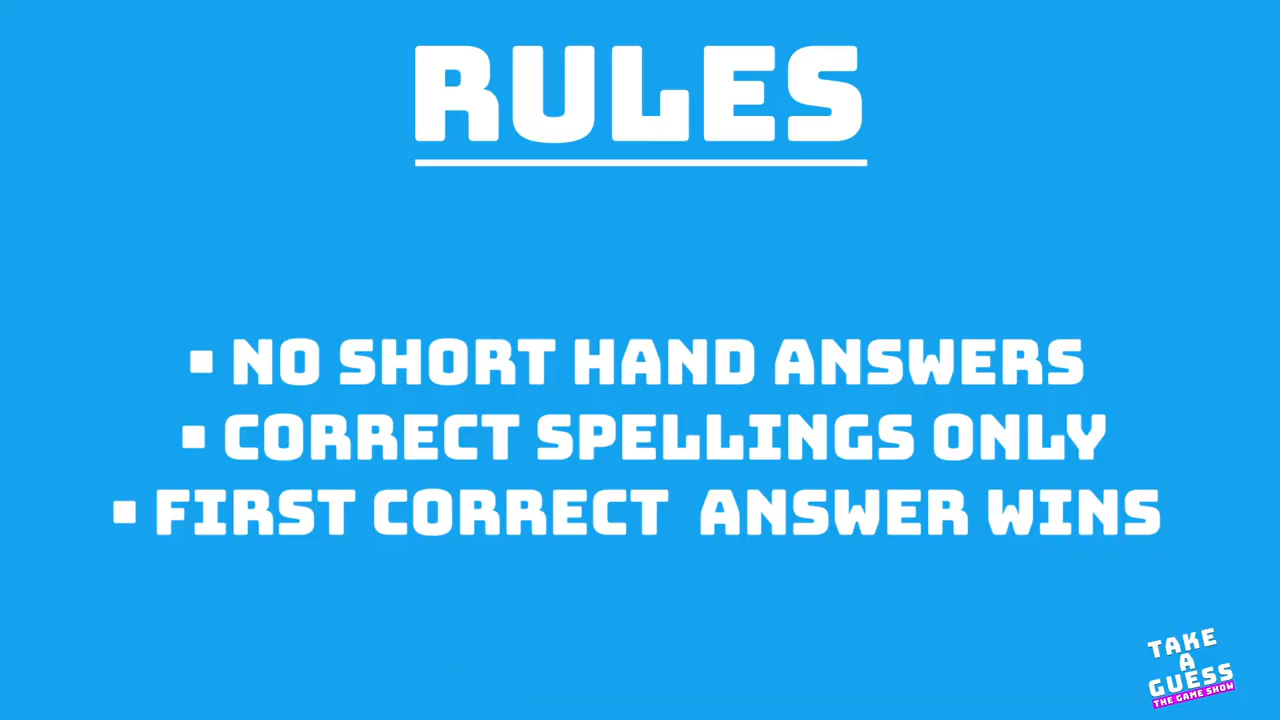 RULES
▪ NO SHORT HAND ANSWERS
▪ CORRECT SPELLINGS ONLY
▪ FIRST CORRECT ANSWER WINS
TAKE
A
GUESS
THE GAME SHOW